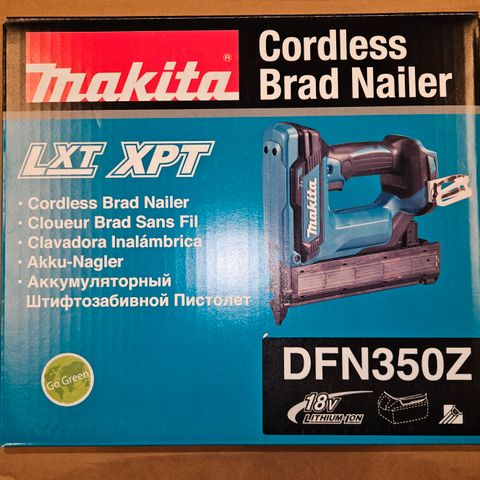 makita®
Cordless
Brad Nailer
LXT XPT
· Cordless Brad Nailer
· Cloueur Brad Sans Fil
· Clavadora Inalámbrica
· Akku-Nagler
· Аккумуляторный
Штифтозабивной Пистолет
makita
Go Green
DFN350Z
18V
LITHIUM-ION